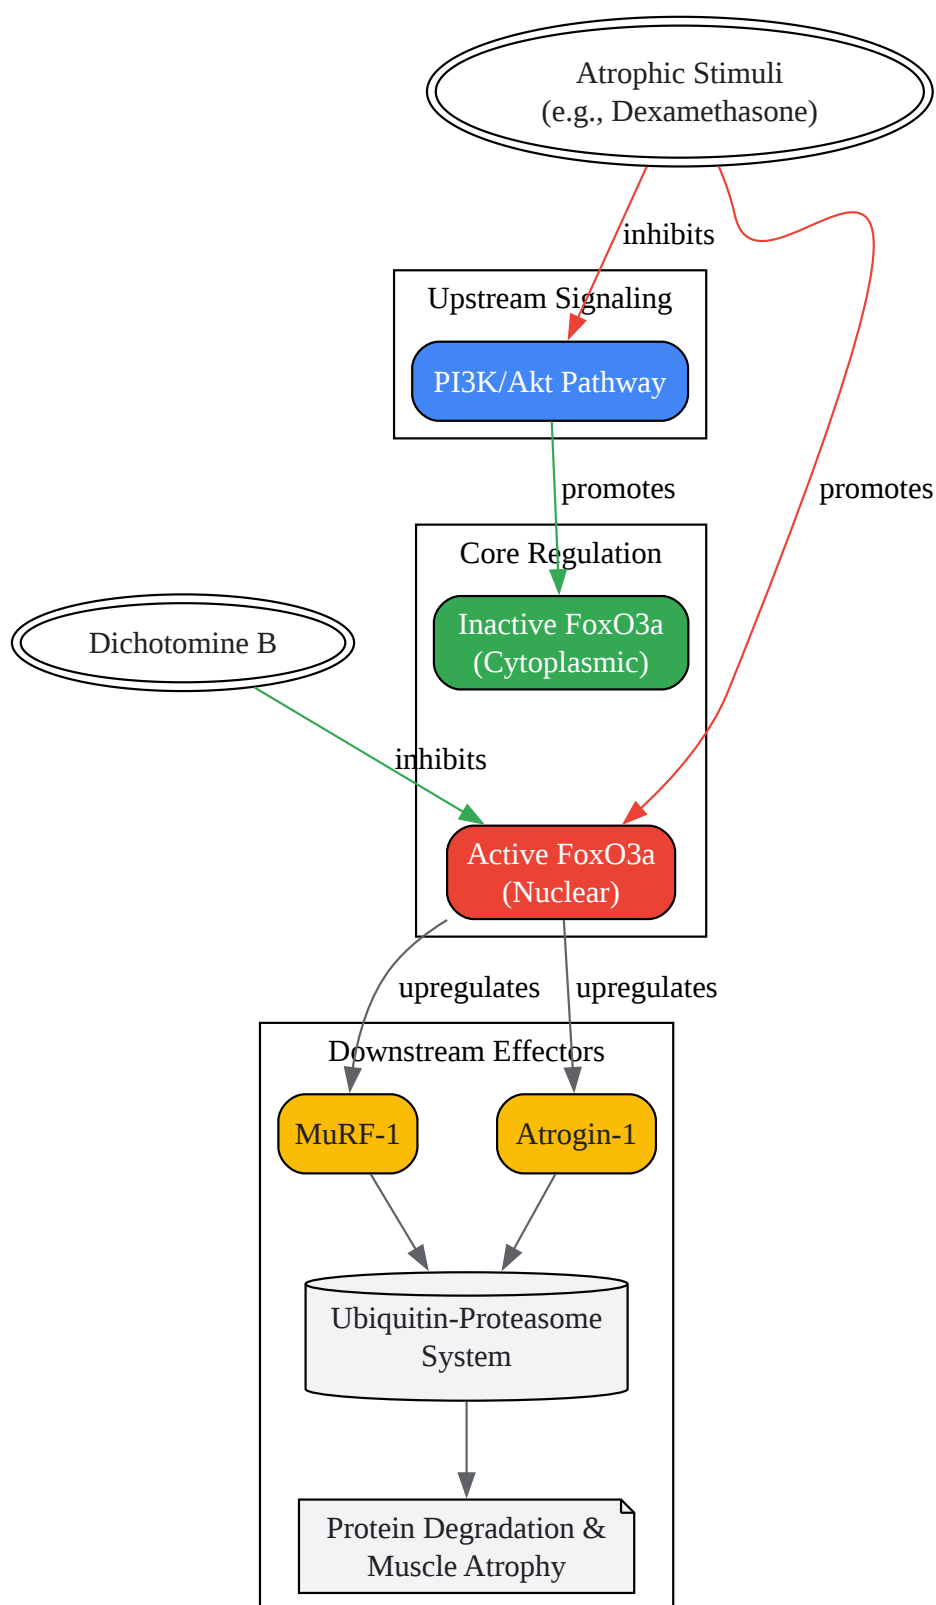 Atrophic Stimuli
(e.g., Dexamethasone)
inhibits
Upstream Signaling
PI3K/Akt Pathway
promotes
promotes
Core Regulation
Inactive FoxO3a
(Cytoplasmic)
Dichotomine B
inhibits
Active FoxO3a
(Nuclear)
upregulates
upregulates
Downstream Effectors
MuRF-1
Atrogin-1
Ubiquitin-Proteasome
System
Protein Degradation &
Muscle Atrophy